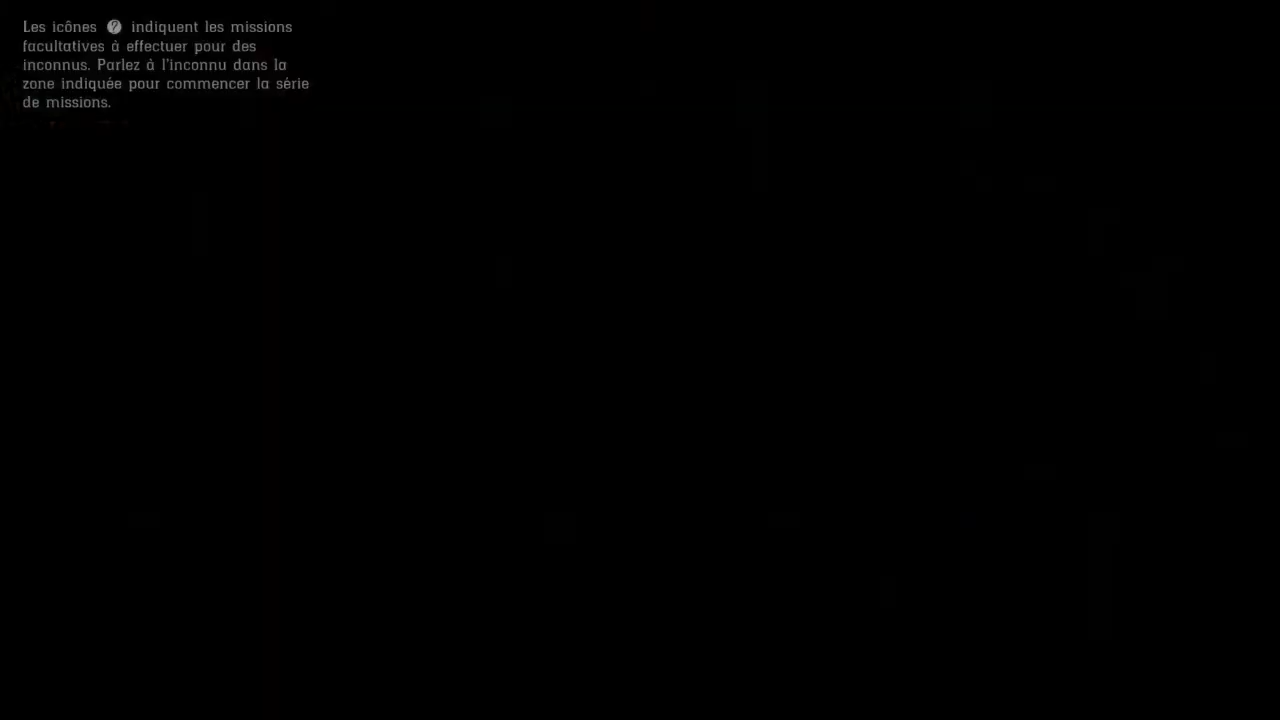 Les icônes ? indiquent les missions
facultatives à effectuer pour des
inconnus. Parlez à l'inconnu dans la
zone indiquée pour commencer la série
de missions.